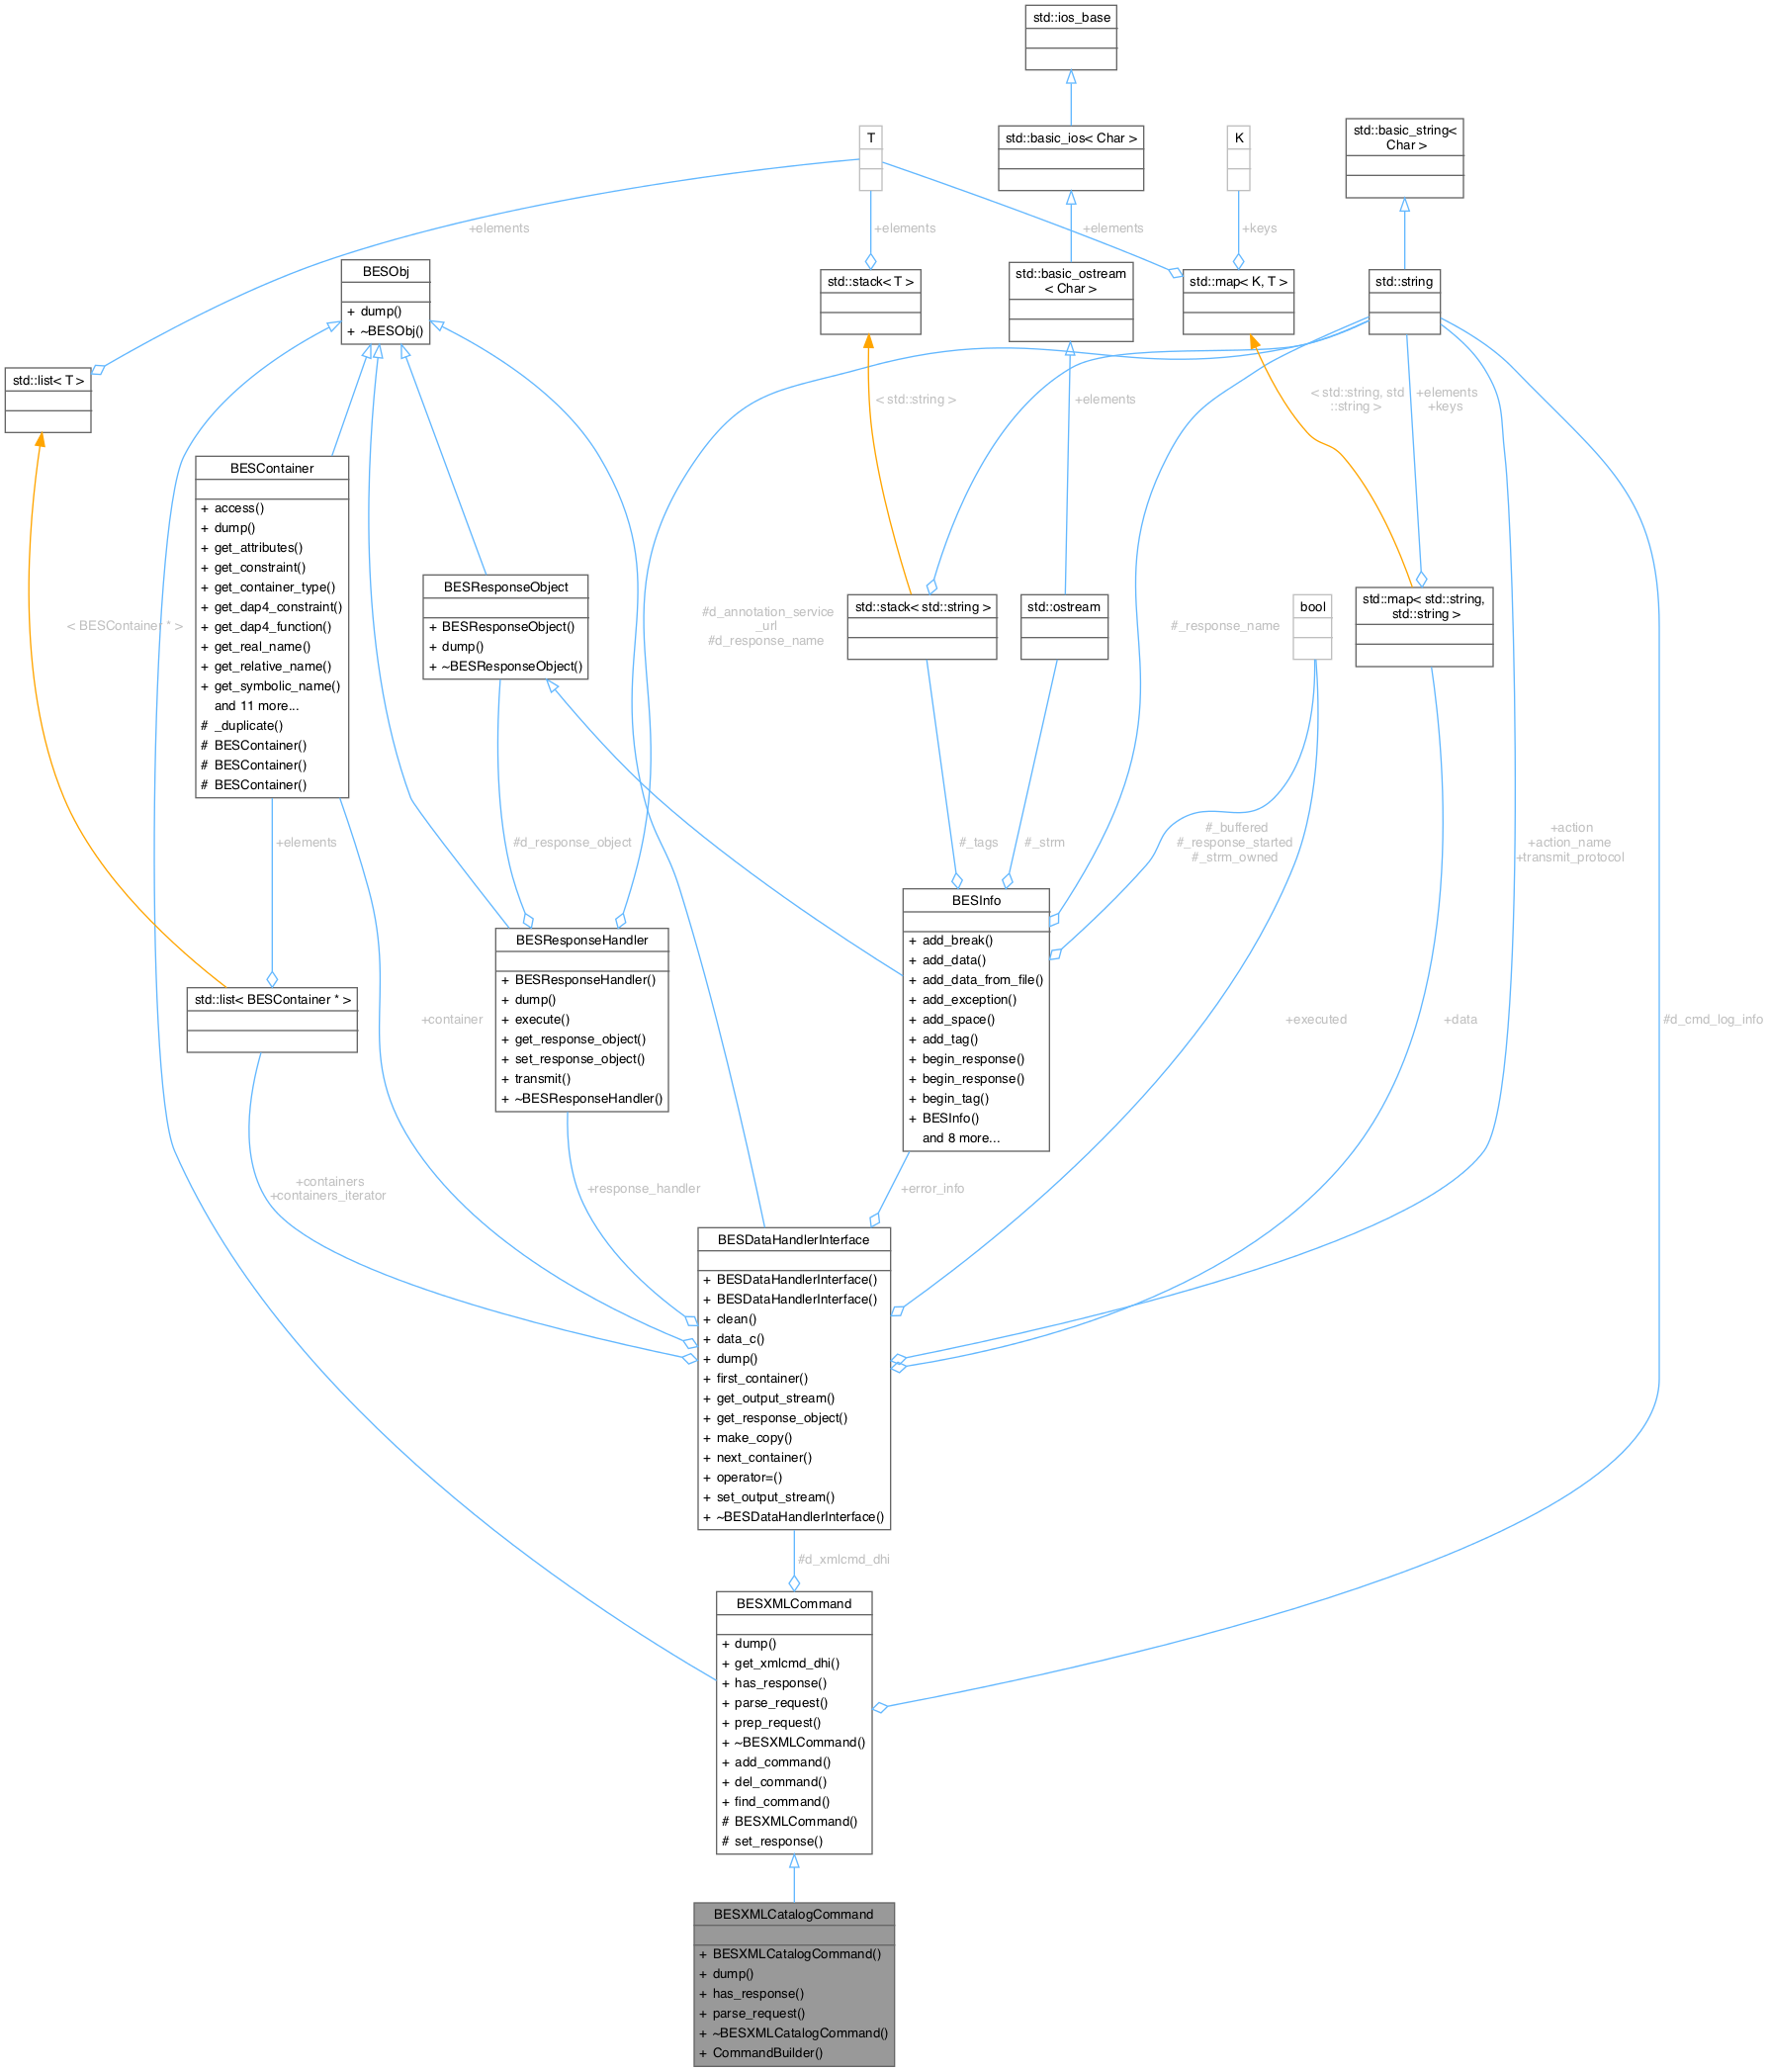 std::ios_base
T
std::basic_ios< Char >
K
std::basic_string<
Char >
+elements
+elements
+elements
+keys
BESObj
+ dump()
+ ~BESObj()
std::stack< T >
std::basic_ostream
< Char >
std::map< K, T >
std::string
std::list< T >
< std::string >
+elements
< std::string, std
::string >
+elements
+keys
BESContainer
+ access()
+ dump()
+ get_attributes()
+ get_constraint()
+ get_container_type()
+ get_dap4_constraint()
+ get_dap4_function()
+ get_real_name()
+ get_relative_name()
+ get_symbolic_name()
and 11 more...
# _duplicate()
# BESContainer()
# BESContainer()
# BESContainer()
< BESContainer * >
BESResponseObject
+ BESResponseObject()
+ dump()
+ ~BESResponseObject()
#d_annotation_service
_url
#d_response_name
std::stack< std::string >
std::ostream
#_response_name
bool
std::map< std::string,
std::string >
+elements
#d_response_object
#_tags
#_strm
#_buffered
#_response_started
#_strm_owned
+action
+action_name
+transmit_protocol
std::list< BESContainer * >
+container
BESResponseHandler
+ BESResponseHandler()
+ dump()
+ execute()
+ get_response_object()
+ set_response_object()
+ transmit()
+ ~BESResponseHandler()
BESInfo
+ add_break()
+ add_data()
+ add_data_from_file()
+ add_exception()
+ add_space()
+ add_tag()
+ begin_response()
+ begin_response()
+ begin_tag()
+ BESInfo()
and 8 more...
+executed
+data
#d_cmd_log_info
+containers
+containers_iterator
+response_handler
+error_info
BESDataHandlerInterface
+ BESDataHandlerInterface()
+ BESDataHandlerInterface()
+ clean()
+ data_c()
+ dump()
+ first_container()
+ get_output_stream()
+ get_response_object()
+ make_copy()
+ next_container()
+ operator=()
+ set_output_stream()
+ ~BESDataHandlerInterface()
#d_xmlcmd_dhi
BESXMLCommand
+ dump()
+ get_xmlcmd_dhi()
+ has_response()
+ parse_request()
+ prep_request()
+ ~BESXMLCommand()
+ add_command()
+ del_command()
+ find_command()
# BESXMLCommand()
# set_response()
BESXMLCatalogCommand
+ BESXMLCatalogCommand()
+ dump()
+ has_response()
+ parse_request()
+ ~BESXMLCatalogCommand()
+ CommandBuilder()